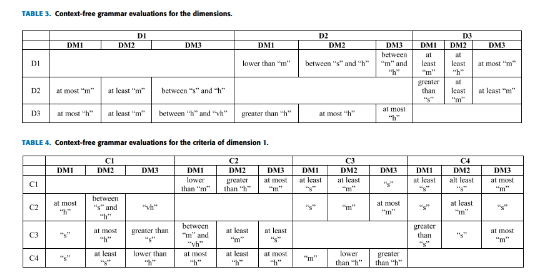 TABLE 3. Context-free grammar evaluations for the dimensions.
D1 D2 D3
DM1 DM2 DM3 DM1 DM2 DM3 DM1 DM2 DM3
D1 lower than "m" between "s" and "h" between "m" and "h" at least "m" at least "h" at most "m"
D2 at most "m" at least "m" between "s" and "h" greater than "s" at least "m" at least "m"
D3 at most "h" at least "m" between "h" and "vh" greater than "h" at most "h" at most "h"
TABLE 4. Context-free grammar evaluations for the criteria of dimension 1.
C1 C2 C3 C4
DM1 DM2 DM3 DM1 DM2 DM3 DM1 DM2 DM3 DM1 DM2 DM3
C1 lower than "m" greater than "h" at most "m" at least "s" at least "m" "s" at least "s" alt least "m" at most "m"
C2 at most "h" between "s" and "h" "vh" "s" "m" at most "m" "s" at least "m" "s"
C3 "s" at most "h" greater than "s" between "m" and "vh" at least "m" at least "s" greater than "s" "s" at most "m"
C4 "s" at least "s" lower than "h" at most "h" at least "h" at most "h" "m" lower than "h" greater than "h"